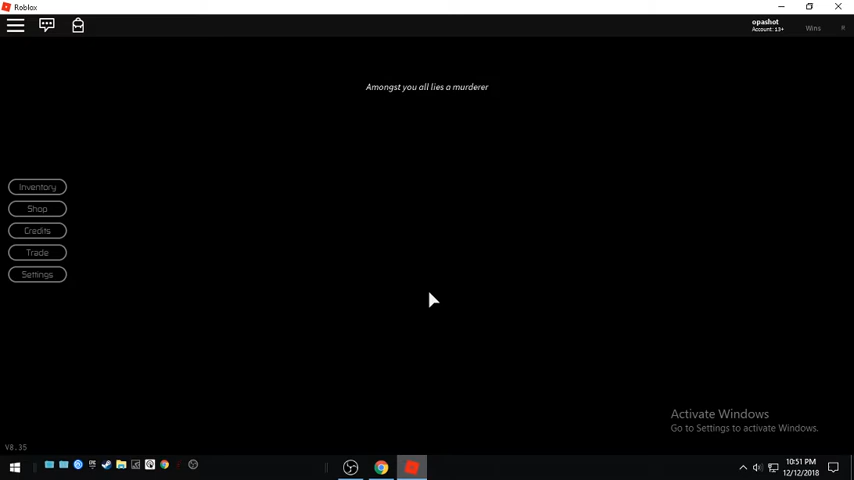 Roblox
opashot
Account: 13+
Wins
Amongst you all lies a murderer
Inventory
Shop
Credits
Trade
Settings
Activate Windows
Go to Settings to activate Windows.
V8.35
10:51 PM
12/12/2018